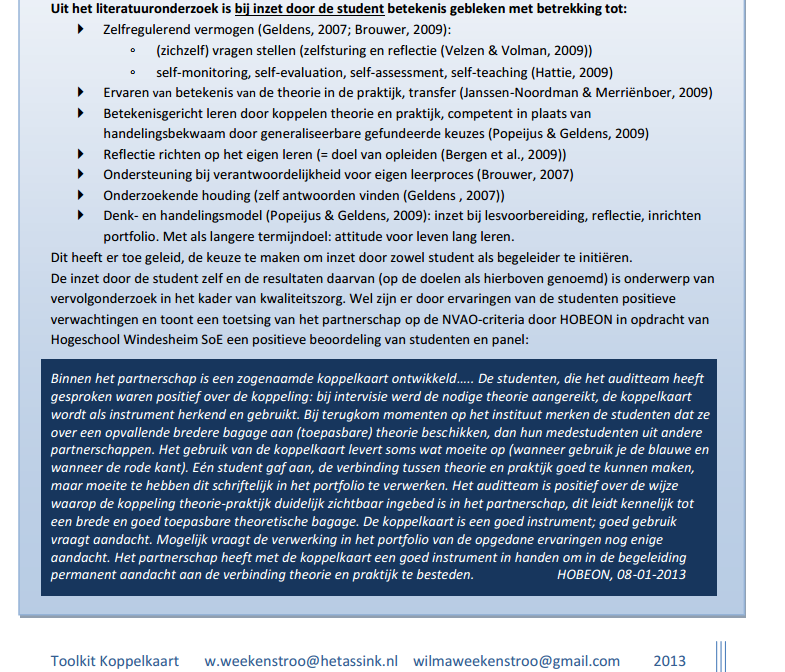 Uit het literatuuronderzoek is bij inzet door de student betekenis gebleken met betrekking tot:
Zelfregulerend vermogen (Geldens, 2007; Brouwer, 2009):
(zichzelf) vragen stellen (zelfsturing en reflectie (Velzen & Volman, 2009))
self-monitoring, self-evaluation, self-assessment, self-teaching (Hattie, 2009)
Ervaren van betekenis van de theorie in de praktijk, transfer (Janssen-Noordman & Merriënboer, 2009)
Betekenisgericht leren door koppelen theorie en praktijk, competent in plaats van
handelingsbekwaam door generaliseerbare gefundeerde keuzes (Popeijus & Geldens, 2009)
Reflectie richten op het eigen leren (= doel van opleiden (Bergen et al., 2009))
Ondersteuning bij verantwoordelijkheid voor eigen leerproces (Brouwer, 2007)
Onderzoekende houding (zelf antwoorden vinden (Geldens , 2007))
Denk- en handelingsmodel (Popeijus & Geldens, 2009): inzet bij lesvoorbereiding, reflectie, inrichten
portfolio. Met als langere termijndoel: attitude voor leven lang leren.
Dit heeft er toe geleid, de keuze te maken om inzet door zowel student als begeleider te initiëren.
De inzet door de student zelf en de resultaten daarvan (op de doelen als hierboven genoemd) is onderwerp van
vervolgonderzoek in het kader van kwaliteitszorg. Wel zijn er door ervaringen van de studenten positieve
verwachtingen en toont een toetsing van het partnerschap op de NVAO-criteria door HOBEON in opdracht van
Hogeschool Windesheim SoE een positieve beoordeling van studenten en panel:
Binnen het partnerschap is een zogenaamde koppelkaart ontwikkeld..... De studenten, die het auditteam heeft
gesproken waren positief over de koppeling: bij intervisie werd de nodige theorie aangereikt, de koppelkaart
wordt als instrument herkend en gebruikt. Bij terugkom momenten op het instituut merken de studenten dat ze
over een opvallende bredere bagage aan (toepasbare) theorie beschikken, dan hun medestudenten uit andere
partnerschappen. Het gebruik van de koppelkaart levert soms wat moeite op (wanneer gebruik je de blauwe en
wanneer de rode kant). Eén student gaf aan, de verbinding tussen theorie en praktijk goed te kunnen maken,
maar moeite te hebben dit schriftelijk in het portfolio te verwerken. Het auditteam is positief over de wijze
waarop de koppeling theorie-praktijk duidelijk zichtbaar ingebed is in het partnerschap, dit leidt kennelijk tot
een brede en goed toepasbare theoretische bagage. De koppelkaart is een goed instrument; goed gebruik
vraagt aandacht. Mogelijk vraagt de verwerking in het portfolio van de opgedane ervaringen nog enige
aandacht. Het partnerschap heeft met de koppelkaart een goed instrument in handen om in de begeleiding
permanent aandacht aan de verbinding theorie en praktijk te besteden. HOBEON, 08-01-2013
Toolkit Koppelkaart w.weekenstroo@hetassink.nl wilmaweekenstroo@gmail.com 2013